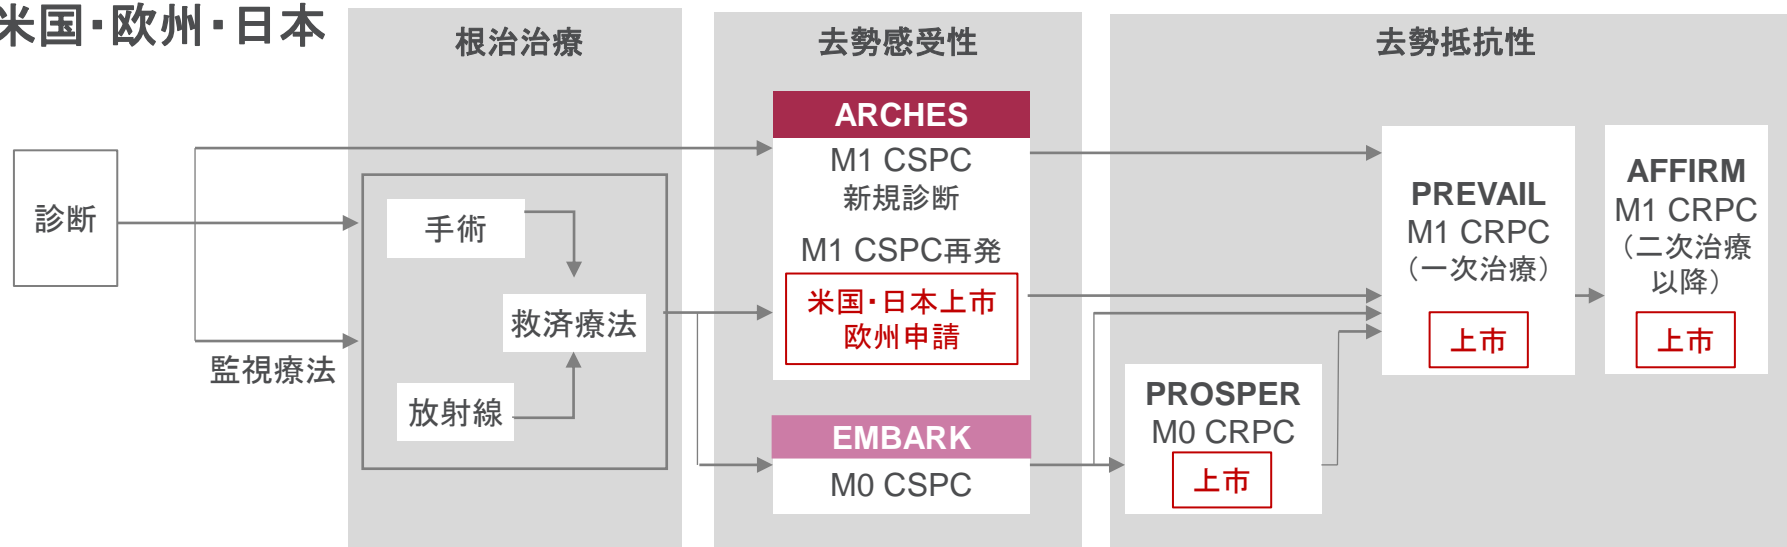 米国・欧州・日本
根治治療
去勢感受性
去勢抵抗性
診断
監視療法
手術
救済療法
放射線
ARCHES
M1 CSPC
新規診断
M1 CSPC再発
米国・日本上市
欧州申請
EMBARK
M0 CSPC
PROSPER
M0 CRPC
上市
PREVAIL
M1 CRPC
（一次治療）
上市
AFFIRM
M1 CRPC
（二次治療
以降）
上市